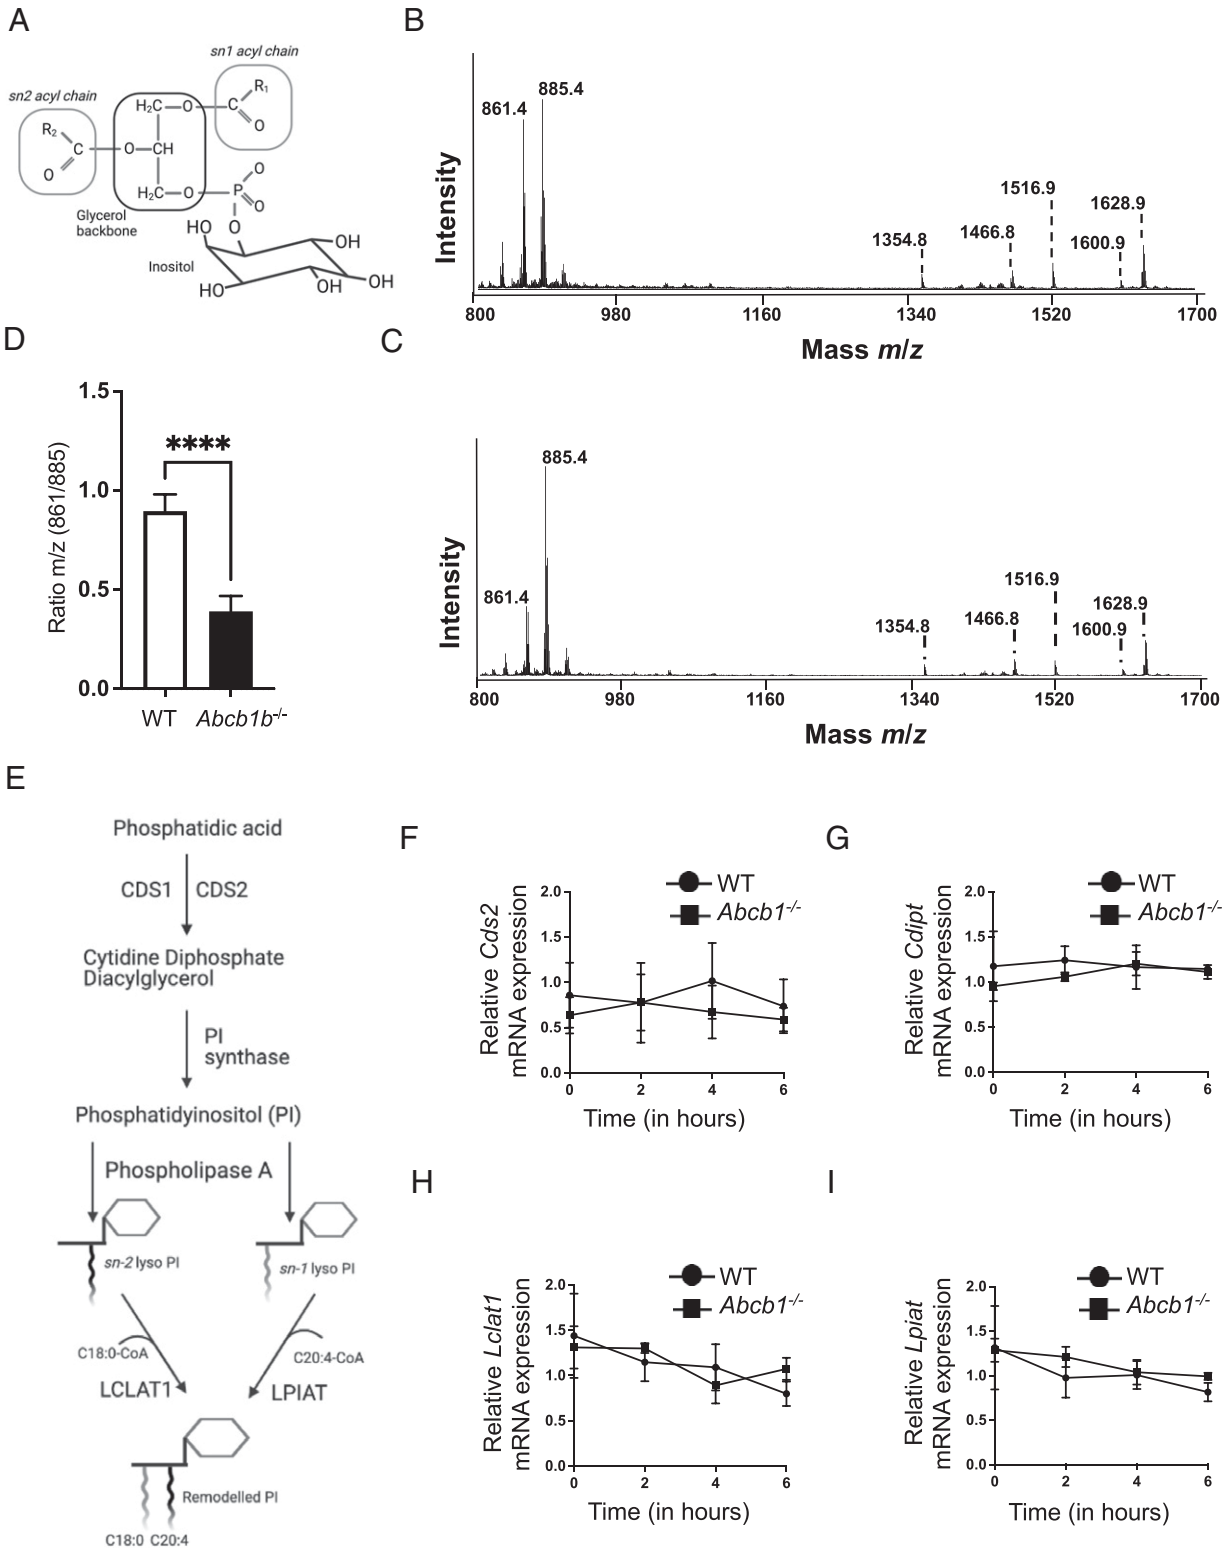 A
sn1 acyl chain
sn2 acyl chain
R1
H2C—O
C
O
R2
C
O
O—CH
H2C—O
P
O
O
O
Glycerol
backbone
HO
OH
Inositol
HO
OH
OH
B
Intensity
861.4
885.4
1354.8
1466.8
1516.9
1600.9
1628.9
800
980
1160
1340
1520
1700
Mass m/z
D
Ratio m/z (861/885)
1.5
1.0
0.5
0.0
****
WT
Abcb1b-/-
C
Intensity
861.4
885.4
1354.8
1466.8
1516.9
1600.9
1628.9
800
980
1160
1340
1520
1700
Mass m/z
E
Phosphatidic acid
CDS1
CDS2
Cytidine Diphosphate
Diacylglycerol
PI
synthase
Phosphatidyinositol (PI)
Phospholipase A
sn-2 lyso PI
sn-1 lyso PI
C18:0-CoA
C20:4-CoA
LCLAT1
LPIAT
Remodelled PI
C18:0 C20:4
F
WT
Abcb1-/-
Relative Cds2
mRNA expression
2.0
1.5
1.0
0.5
0.0
0
2
4
6
Time (in hours)
G
WT
Abcb1-/-
Relative Cdipt
mRNA expression
2.0
1.5
1.0
0.5
0.0
0
2
4
6
Time (in hours)
H
WT
Abcb1-/-
Relative Lclat1
mRNA expression
2.0
1.5
1.0
0.5
0.0
0
2
4
6
Time (in hours)
I
WT
Abcb1-/-
Relative Lpiat
mRNA expression
2.0
1.5
1.0
0.5
0.0
0
2
4
6
Time (in hours)